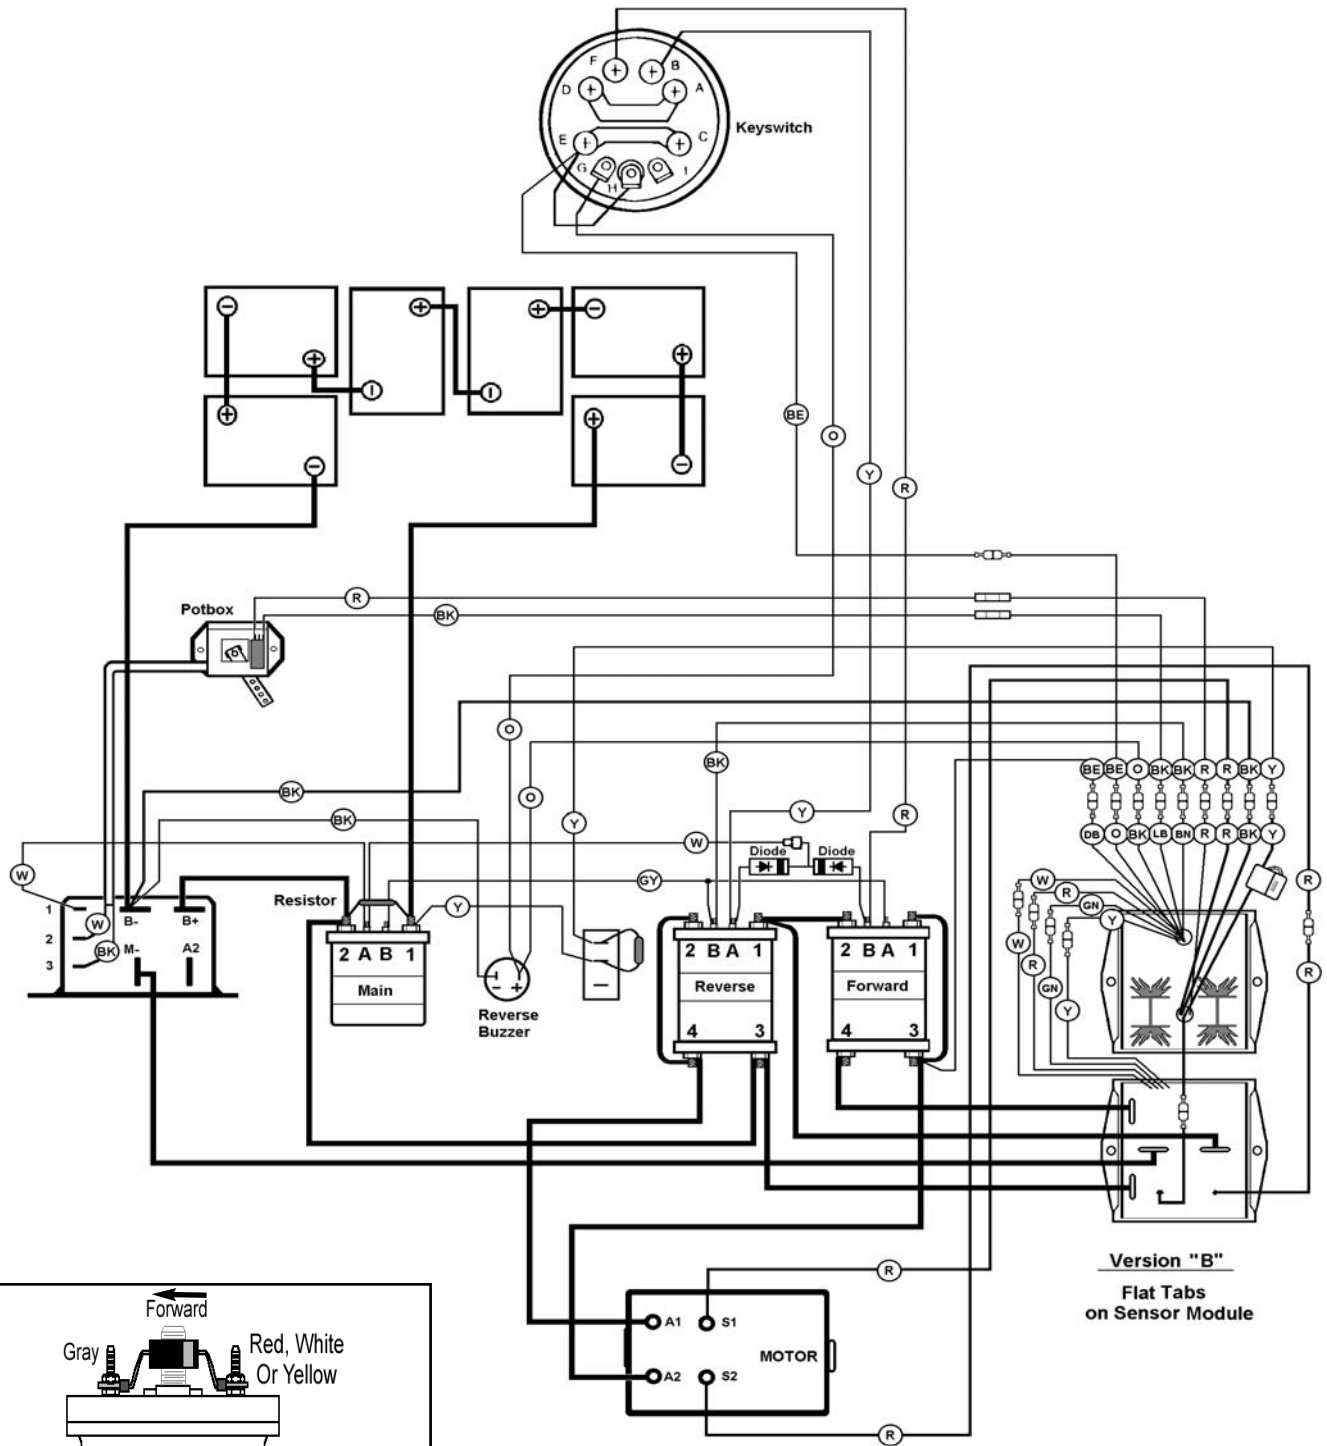 F B
D A
Keyswitch
E C
G H I
BE
O
Y
R
R
Potbox
BK
O
BK
BK
BE BE O BK BK R R BK Y
O
Y
Y
R
BK
BK
W
Diode Diode
DB O BK LB BN R R BK Y
W
GY
R
W
R
Resistor
Y
GN
1 B- B+
W
2
BK M- A2
3
Y
W
R
GN
Y
R
2 A B 1
Main
- +
Reverse
Buzzer
2 B A 1
Reverse
4 3
2 B A 1
Forward
4 3
Version "B"
Flat Tabs
on Sensor Module
R
A1 S1
MOTOR
A2 S2
R
Forward
Gray
Red, White
Or Yellow